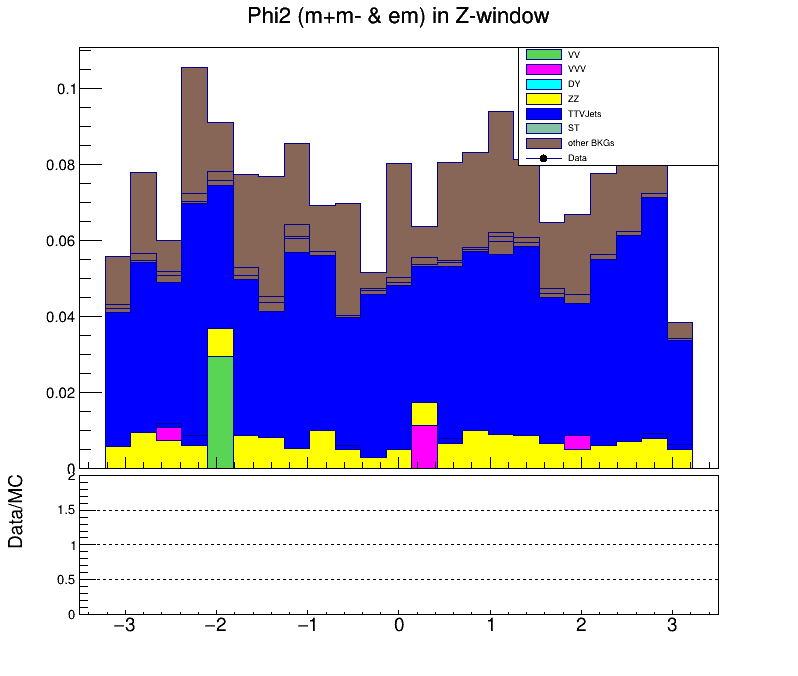 Phi2 (m+m- & em) in Z-window
VV
VVV
DY
ZZ
TTVJets
ST
other BKGs
Data
0.1
0.08
0.06
0.04
0.02
0
Data/MC
2
1.5
1
0.5
0
−3 −2 −1 0 1 2 3